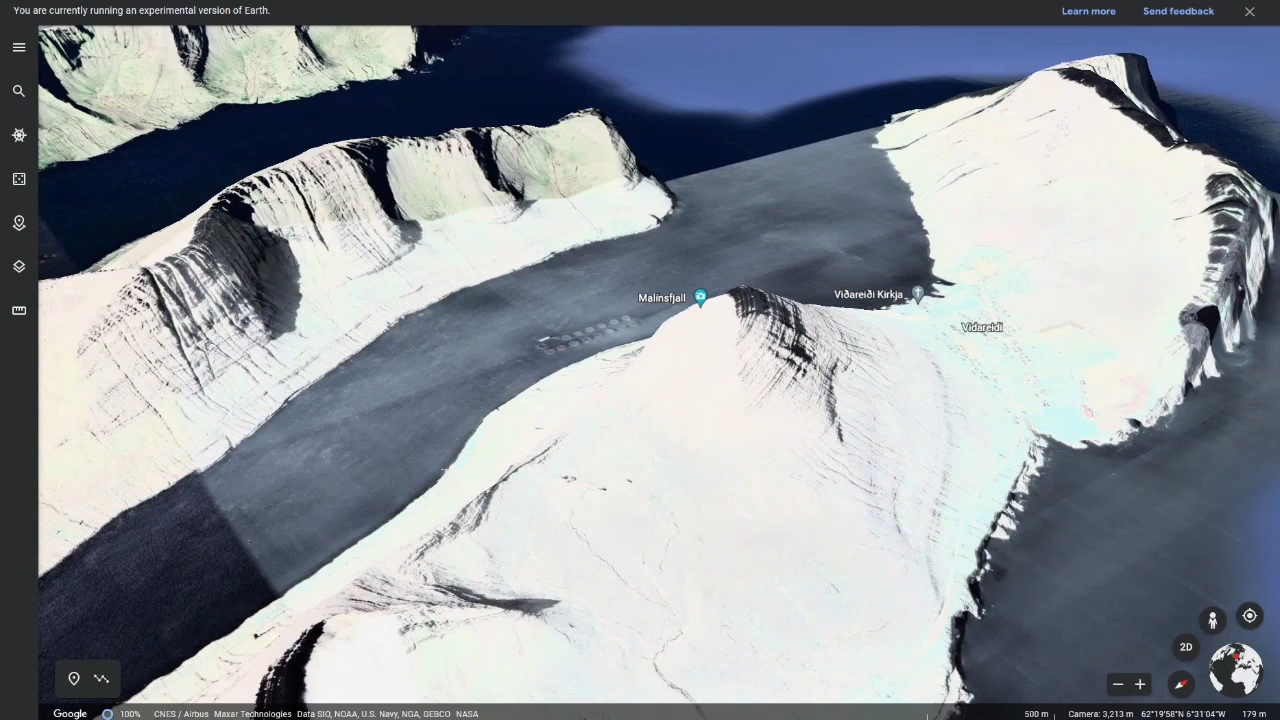 You are currently running an experimental version of Earth.
Learn more
Send feedback
Malinsfjall
Viðareiði Kirkja
Vidareidi
2D
Google
100%
CNES / Airbus Maxar Technologies Data SIO, NOAA, U.S. Navy, NGA, GEBCO NASA
500 m
Camera: 3,213 m 62°19'58"N 6°31'04"W 179 m